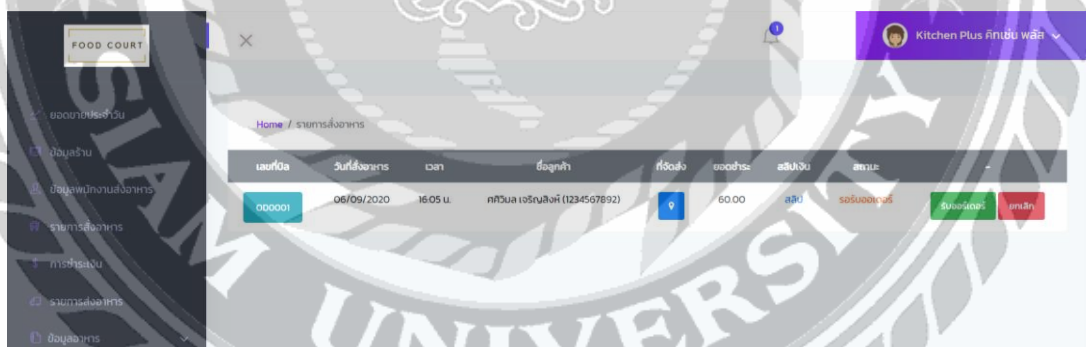 FOOD COURT
1
Kitchen Plus คิทเช่น พลัส
ยอดขายประจำวัน
ข้อมูลร้าน
ข้อมูลพนักงานส่งอาหาร
รายการสั่งอาหาร
การชำระเงิน
รายการส่งอาหาร
ข้อมูลอาหาร
Home / รายการสั่งอาหาร
เลขที่บิล วันที่สั่งอาหาร เวลา ชื่อลูกค้า ที่จัดส่ง ยอดชำระ สลิปเงิน สถานะ -
OD0001 06/09/2020 16:05 น. ศศิวิมล เจริญสิงห์ (1234567892) 60.00 สลิป รอรับออเดอร์ รับออร์เดอร์ ยกเลิก
SIAM UNIVERSITY